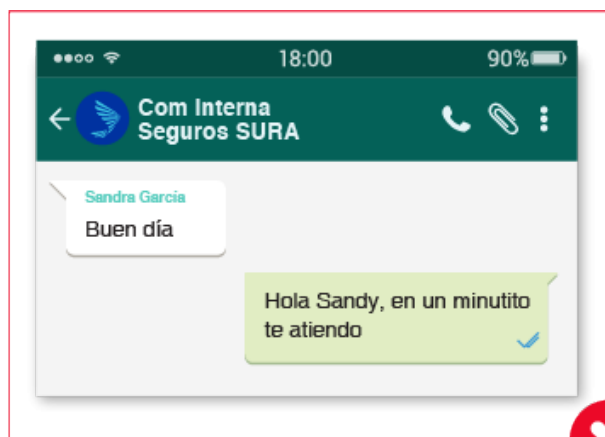 18:00
90%
Com Interna
Seguros SURA
Sandra Garcia
Buen día
Hola Sandy, en un minutito
te atiendo